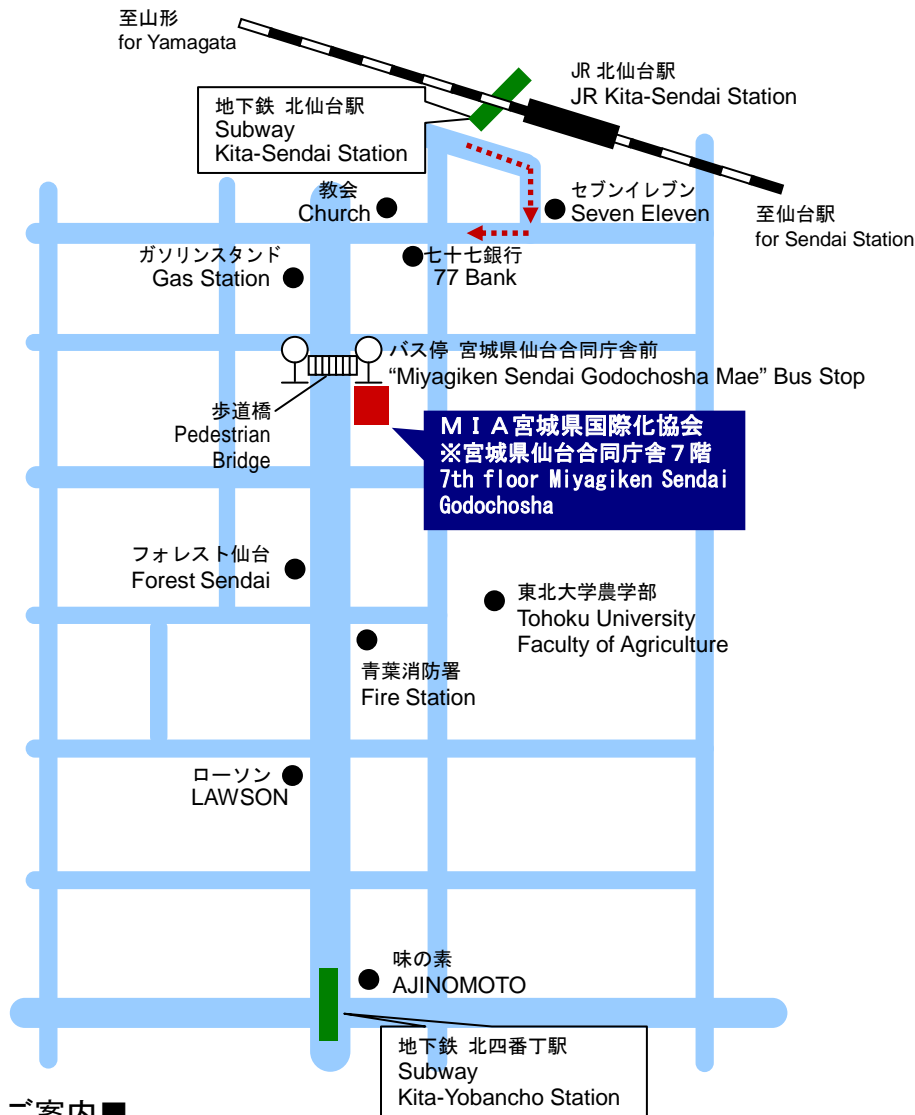 至山形
for Yamagata
JR 北仙台駅
JR Kita-Sendai Station
地下鉄 北仙台駅
Subway
Kita-Sendai Station
教会
Church
セブンイレブン
Seven Eleven
至仙台駅
for Sendai Station
ガソリンスタンド
Gas Station
七十七銀行
77 Bank
バス停 宮城県仙台合同庁舎前
“Miyagiken Sendai Godochosha Mae” Bus Stop
歩道橋
Pedestrian
Bridge
ＭＩＡ宮城県国際化協会
※宮城県仙台合同庁舎７階
7th floor Miyagiken Sendai
Godochosha
フォレスト仙台
Forest Sendai
東北大学農学部
Tohoku University
Faculty of Agriculture
青葉消防署
Fire Station
ローソン
LAWSON
味の素
AJINOMOTO
地下鉄 北四番丁駅
Subway
Kita-Yobancho Station
ご案内■